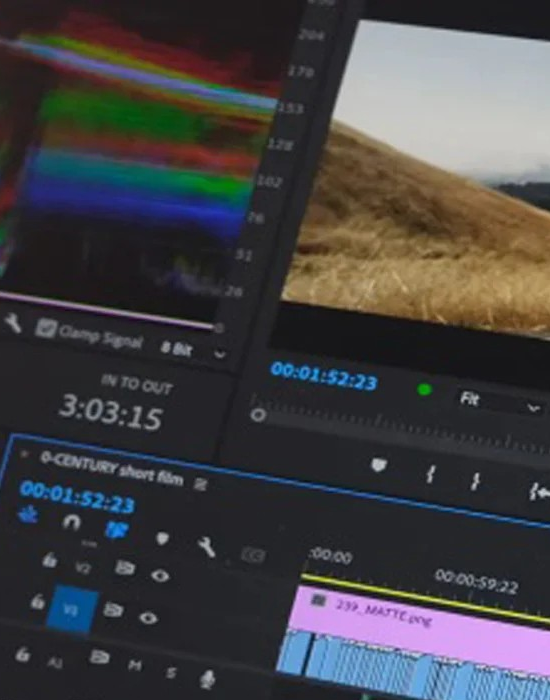 204
178
153
128
102
76
51
26
Clamp Signal 8 Bit
IN TO OUT
3:03:15
00:01:52:23
Fit
0-CENTURY short film
00:01:52:23
:00:00
00:00:59:22
V2
V1
A1
M
S
239_MATTE.png